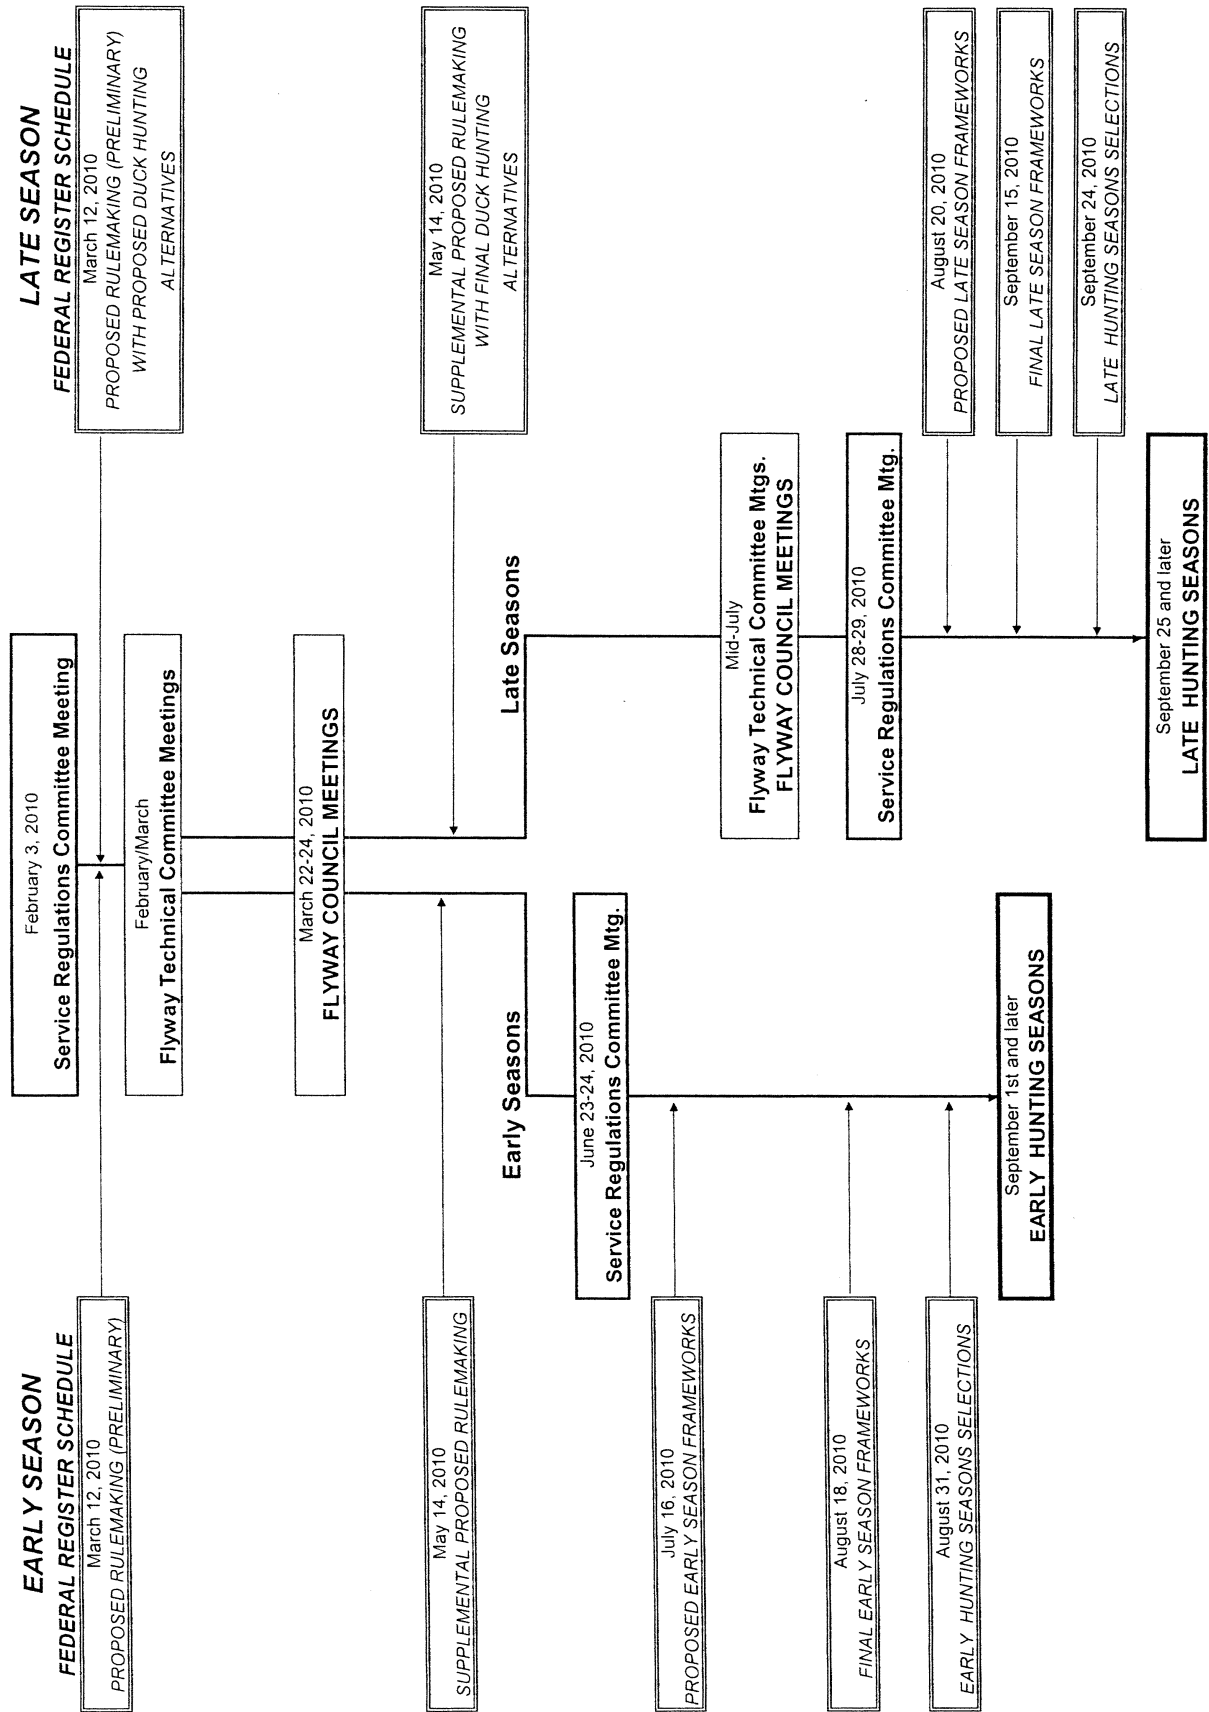 EARLY SEASON
FEDERAL REGISTER SCHEDULE
March 12, 2010
PROPOSED RULEMAKING (PRELIMINARY)
May 14, 2010
SUPPLEMENTAL PROPOSED RULEMAKING
July 16, 2010
PROPOSED EARLY SEASON FRAMEWORKS
August 18, 2010
FINAL EARLY SEASON FRAMEWORKS
August 31, 2010
EARLY HUNTING SEASONS SELECTIONS
February 3, 2010
Service Regulations Committee Meeting
February/March
Flyway Technical Committee Meetings
March 22-24, 2010
FLYWAY COUNCIL MEETINGS
Early Seasons
June 23-24, 2010
Service Regulations Committee Mtg.
September 1st and later
EARLY HUNTING SEASONS
Late Seasons
Mid-July
Flyway Technical Committee Mtgs.
FLYWAY COUNCIL MEETINGS
July 28-29, 2010
Service Regulations Committee Mtg.
September 25 and later
LATE HUNTING SEASONS
LATE SEASON
FEDERAL REGISTER SCHEDULE
March 12, 2010
PROPOSED RULEMAKING (PRELIMINARY)
WITH PROPOSED DUCK HUNTING
ALTERNATIVES
May 14, 2010
SUPPLEMENTAL PROPOSED RULEMAKING
WITH FINAL DUCK HUNTING
ALTERNATIVES
August 20, 2010
PROPOSED LATE SEASON FRAMEWORKS
September 15, 2010
FINAL LATE SEASON FRAMEWORKS
September 24, 2010
LATE HUNTING SEASONS SELECTIONS